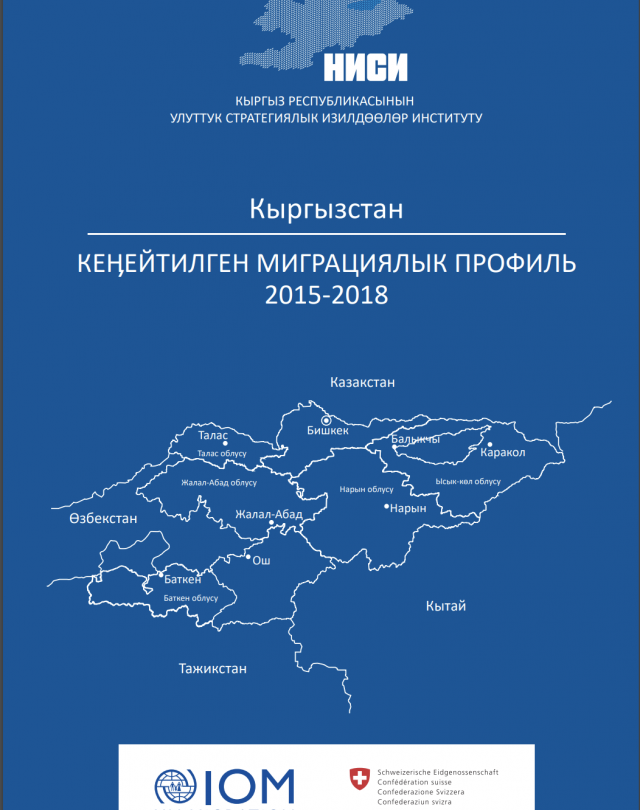 НИСИ
КЫРГЫЗ РЕСПУБЛИКАСЫНЫН
УЛУТТУК СТРАТЕГИЯЛЫК ИЗИЛДӨӨЛӨР ИНСТИТУТУ
Кыргызстан
КЕҢЕЙТИЛГЕН МИГРАЦИЯЛЫК ПРОФИЛЬ
2015-2018
Казакстан
Бишкек
Талас
Балыкчы
Талас облусу
Каракол
Жалал-Абад облусу
Нарын облусу
Ысык-көл облусу
Жалал-Абад
Нарын
Өзбекстан
Ош
Баткен
Баткен облусу
Кытай
Тажикстан
IOM
Schweizerische Eidgenossenschaft
Confédération suisse
Confederazione Svizzera
Confederaziun svizra